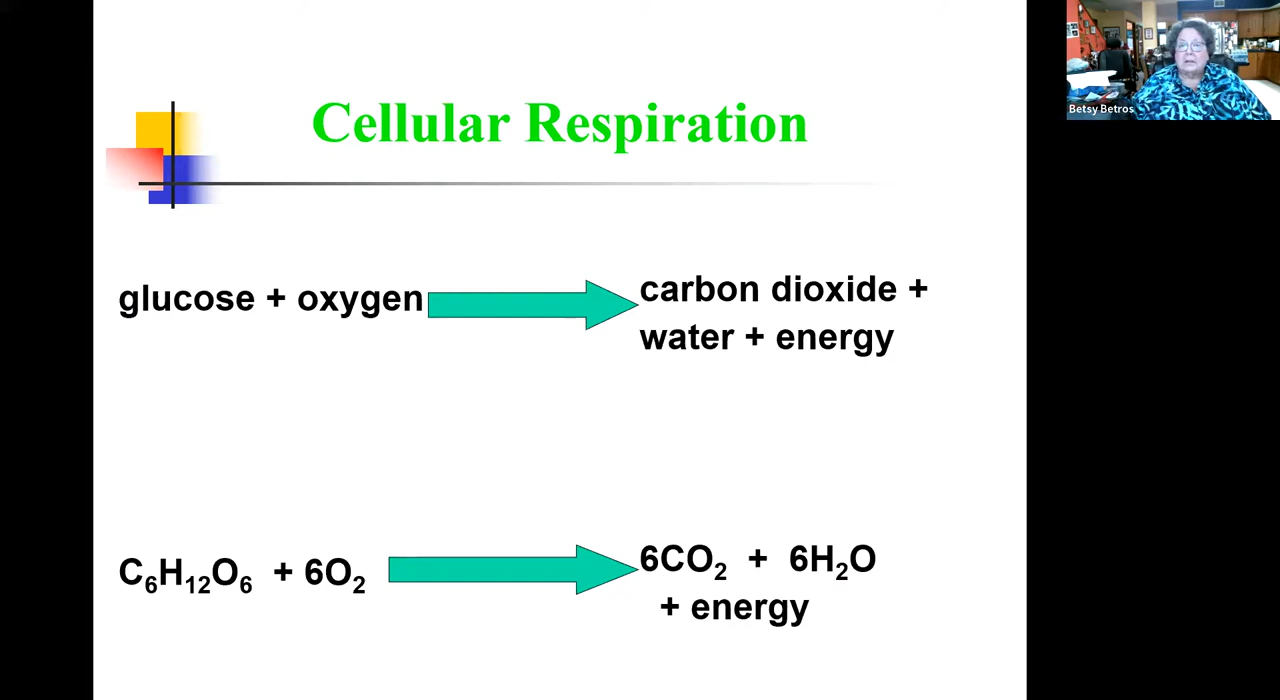 Cellular Respiration
Betsy Betros
glucose + oxygen
carbon dioxide +
water + energy
C₆H₁₂O₆ + 6O₂
6CO₂ + 6H₂O
+ energy